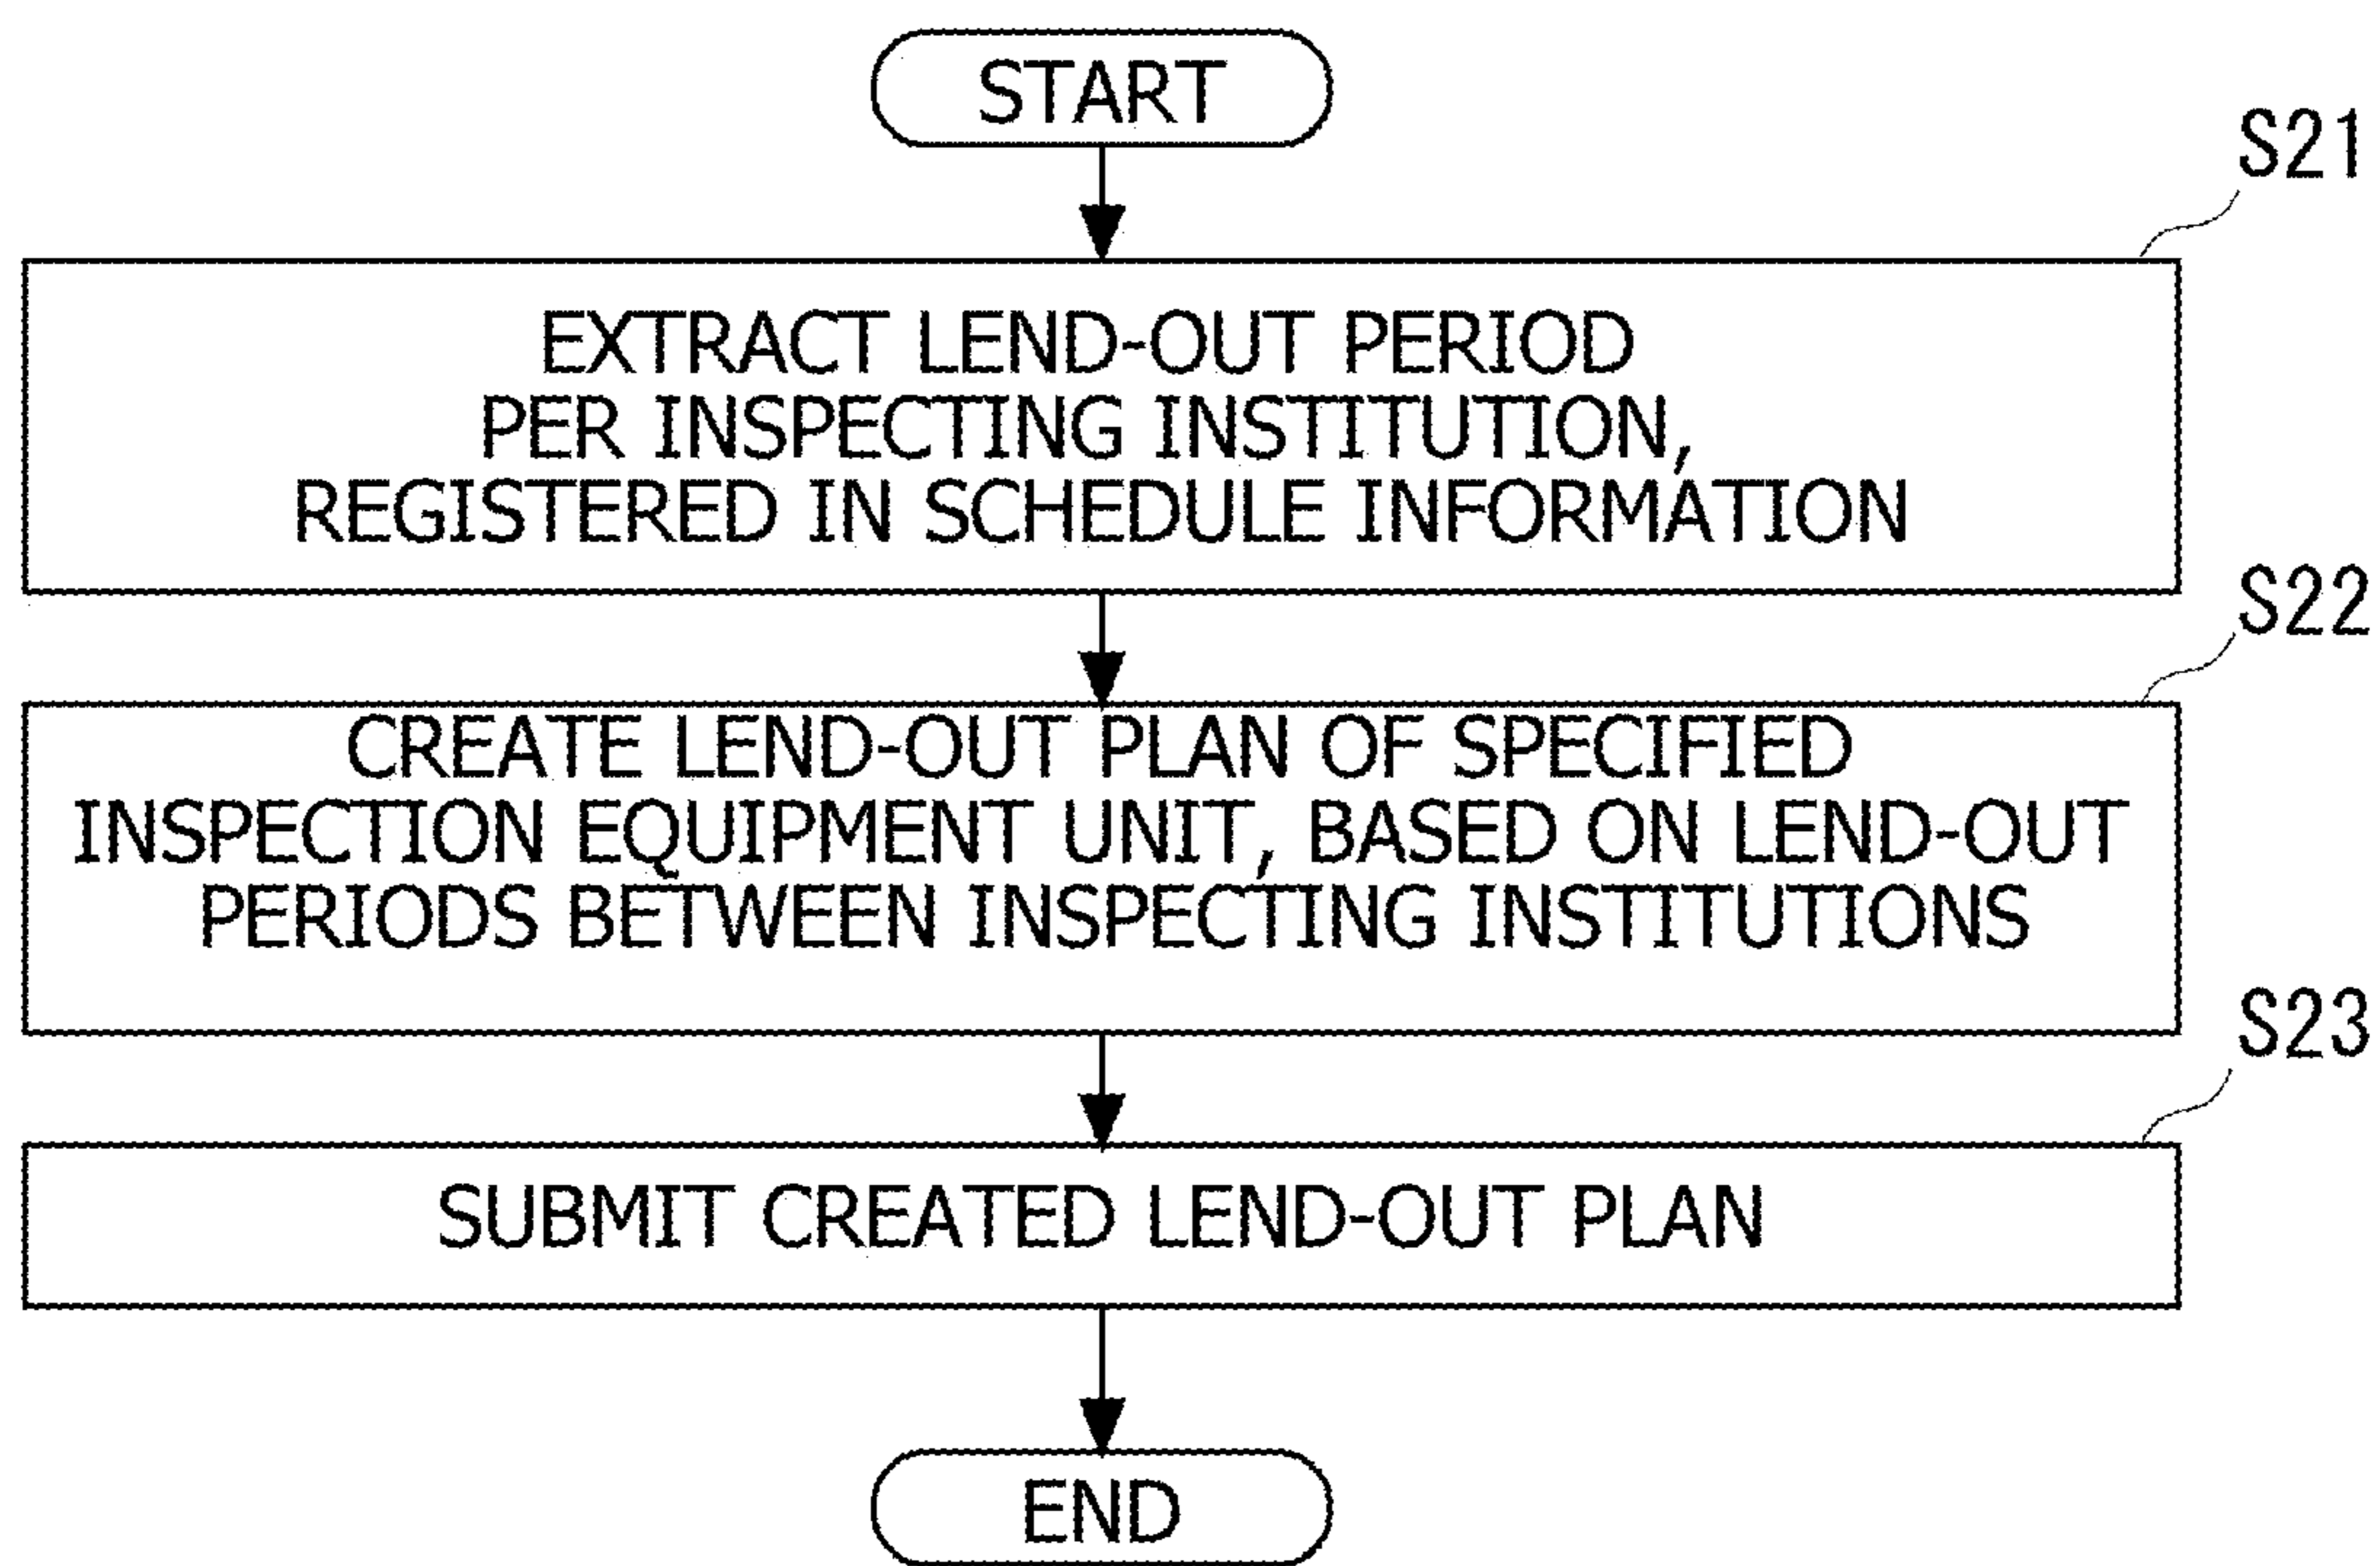 START
S21
EXTRACT LEND-OUT PERIOD
PER INSPECTING INSTITUTION,
REGISTERED IN SCHEDULE INFORMATION
S22
CREATE LEND-OUT PLAN OF SPECIFIED
INSPECTION EQUIPMENT UNIT, BASED ON LEND-OUT
PERIODS BETWEEN INSPECTING INSTITUTIONS
S23
SUBMIT CREATED LEND-OUT PLAN
END